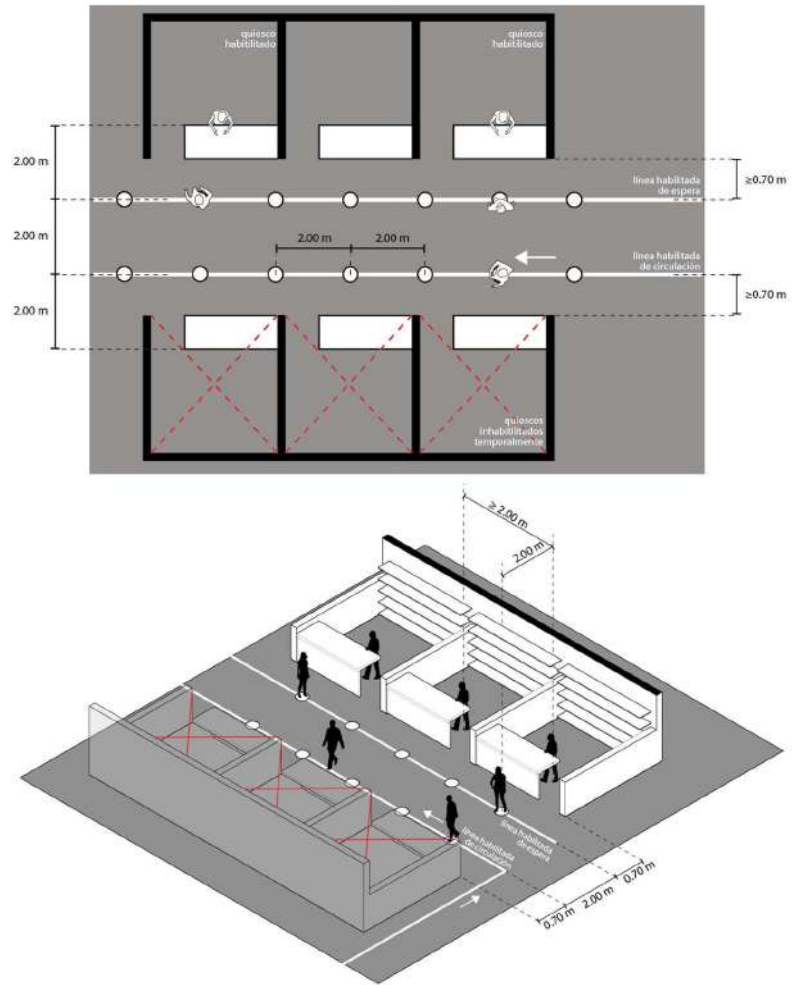 quiosco
habitilitado
quiosco
habitilitado
2.00 m
línea habilitada
de espera
≥0.70 m
2.00 m
2.00 m
2.00 m
línea habilitada
de circulación
2.00 m
≥0.70 m
quioscos
inhabitilitados
temporalmente
≥ 2.00 m
2.00 m
línea habilitada
de espera
línea habilitada
de circulación
0.70 m
2.00 m
0.70 m